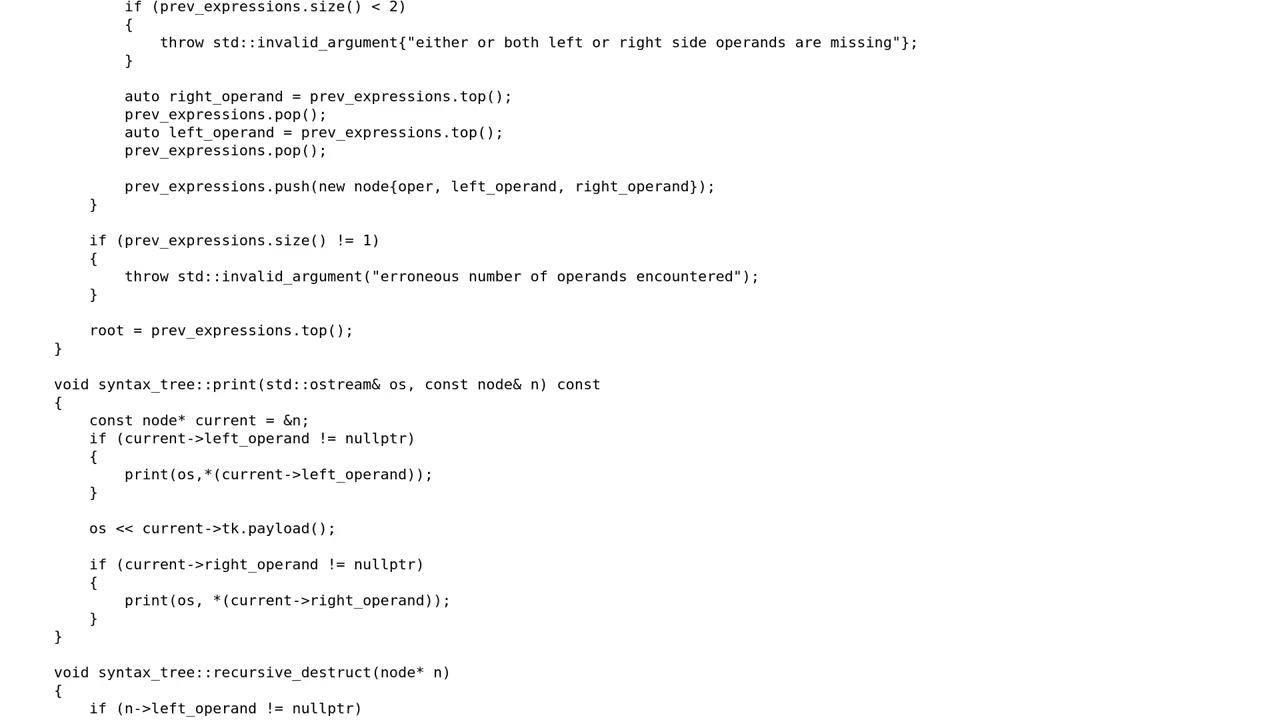 if (prev_expressions.size() < 2)
{
throw std::invalid_argument{"either or both left or right side operands are missing"};
}
auto right_operand = prev_expressions.top();
prev_expressions.pop();
auto left_operand = prev_expressions.top();
prev_expressions.pop();
prev_expressions.push(new node{oper, left_operand, right_operand});
}
if (prev_expressions.size() != 1)
{
throw std::invalid_argument("erroneous number of operands encountered");
}
root = prev_expressions.top();
}
void syntax_tree::print(std::ostream& os, const node& n) const
{
const node* current = &n;
if (current->left_operand != nullptr)
{
print(os,*(current->left_operand));
}
os << current->tk.payload();
if (current->right_operand != nullptr)
{
print(os, *(current->right_operand));
}
}
void syntax_tree::recursive_destruct(node* n)
{
if (n->left_operand != nullptr)